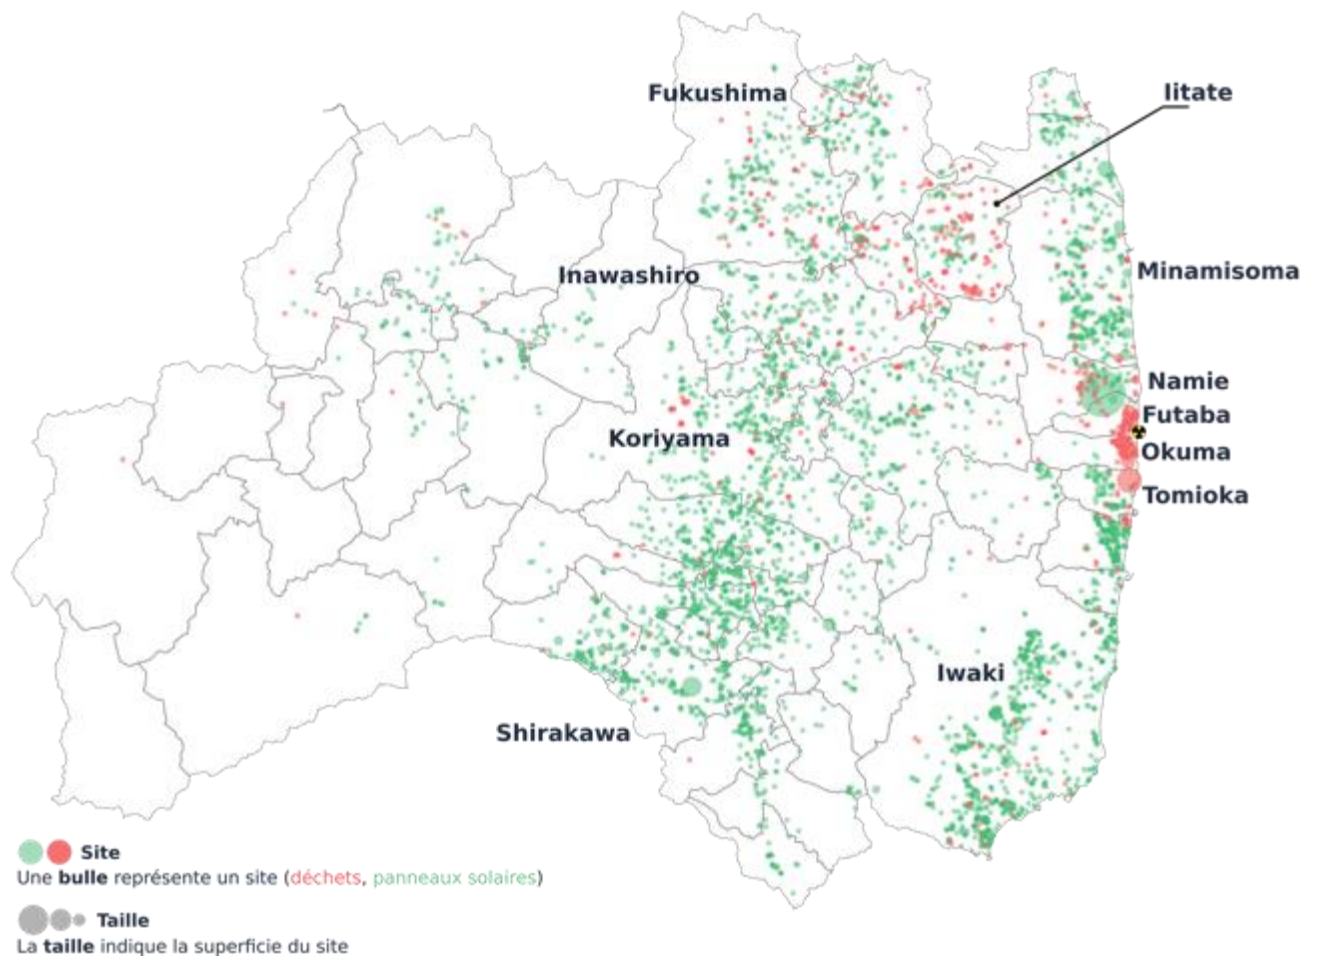 Fukushima
Iitate
Inawashiro
Minamisoma
Namie
Futaba
Koriyama
Okuma
Tomioka
Iwaki
Shirakawa
Site
Une bulle représente un site (déchets, panneaux solaires)
Taille
La taille indique la superficie du site